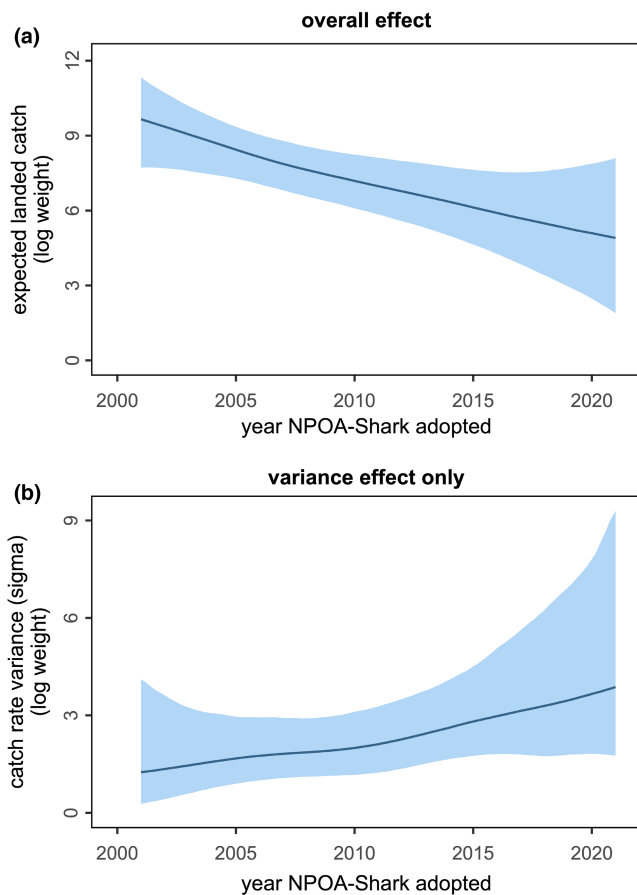 (a)
overall effect
expected landed catch
(log weight)
12
9
6
3
0
2000 2005 2010 2015 2020
year NPOA-Shark adopted
(b)
variance effect only
catch rate variance (sigma)
(log weight)
9
6
3
0
2000 2005 2010 2015 2020
year NPOA-Shark adopted